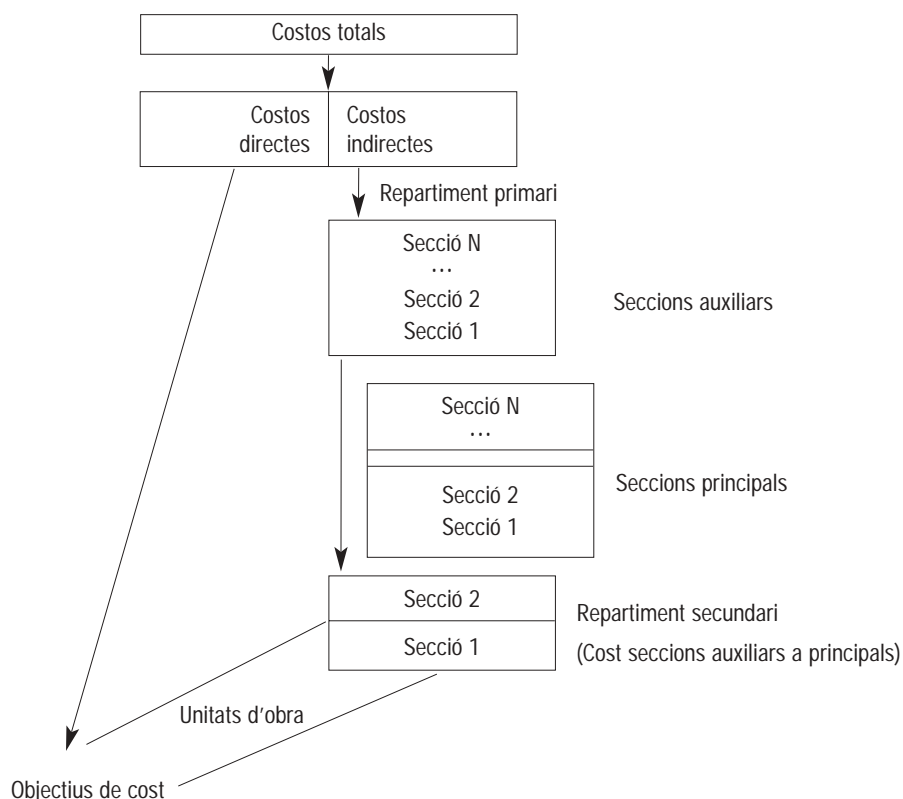 Costos totals
Costos
directes
Costos
indirectes
Repartiment primari
Secció N
...
Secció 2
Secció 1
Seccions auxiliars
Secció N
...
Secció 2
Secció 1
Seccions principals
Secció 2
Secció 1
Repartiment secundari
(Cost seccions auxiliars a principals)
Unitats d’obra
Objectius de cost